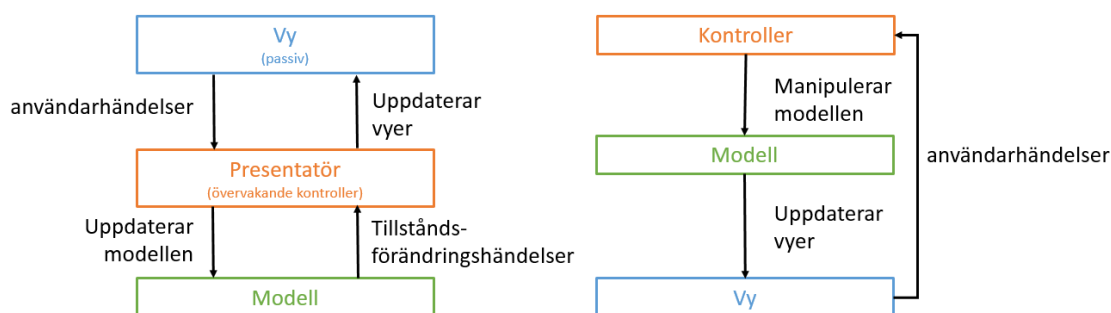 Vy
(passiv)
användarhändelser
Uppdaterar
vyer
Presentatör
(övervakande kontroller)
Uppdaterar
modellen
Tillstånds-
förändringshändelser
Modell
Kontroller
Manipulerar
modellen
Modell
användarhändelser
Uppdaterar
vyer
Vy